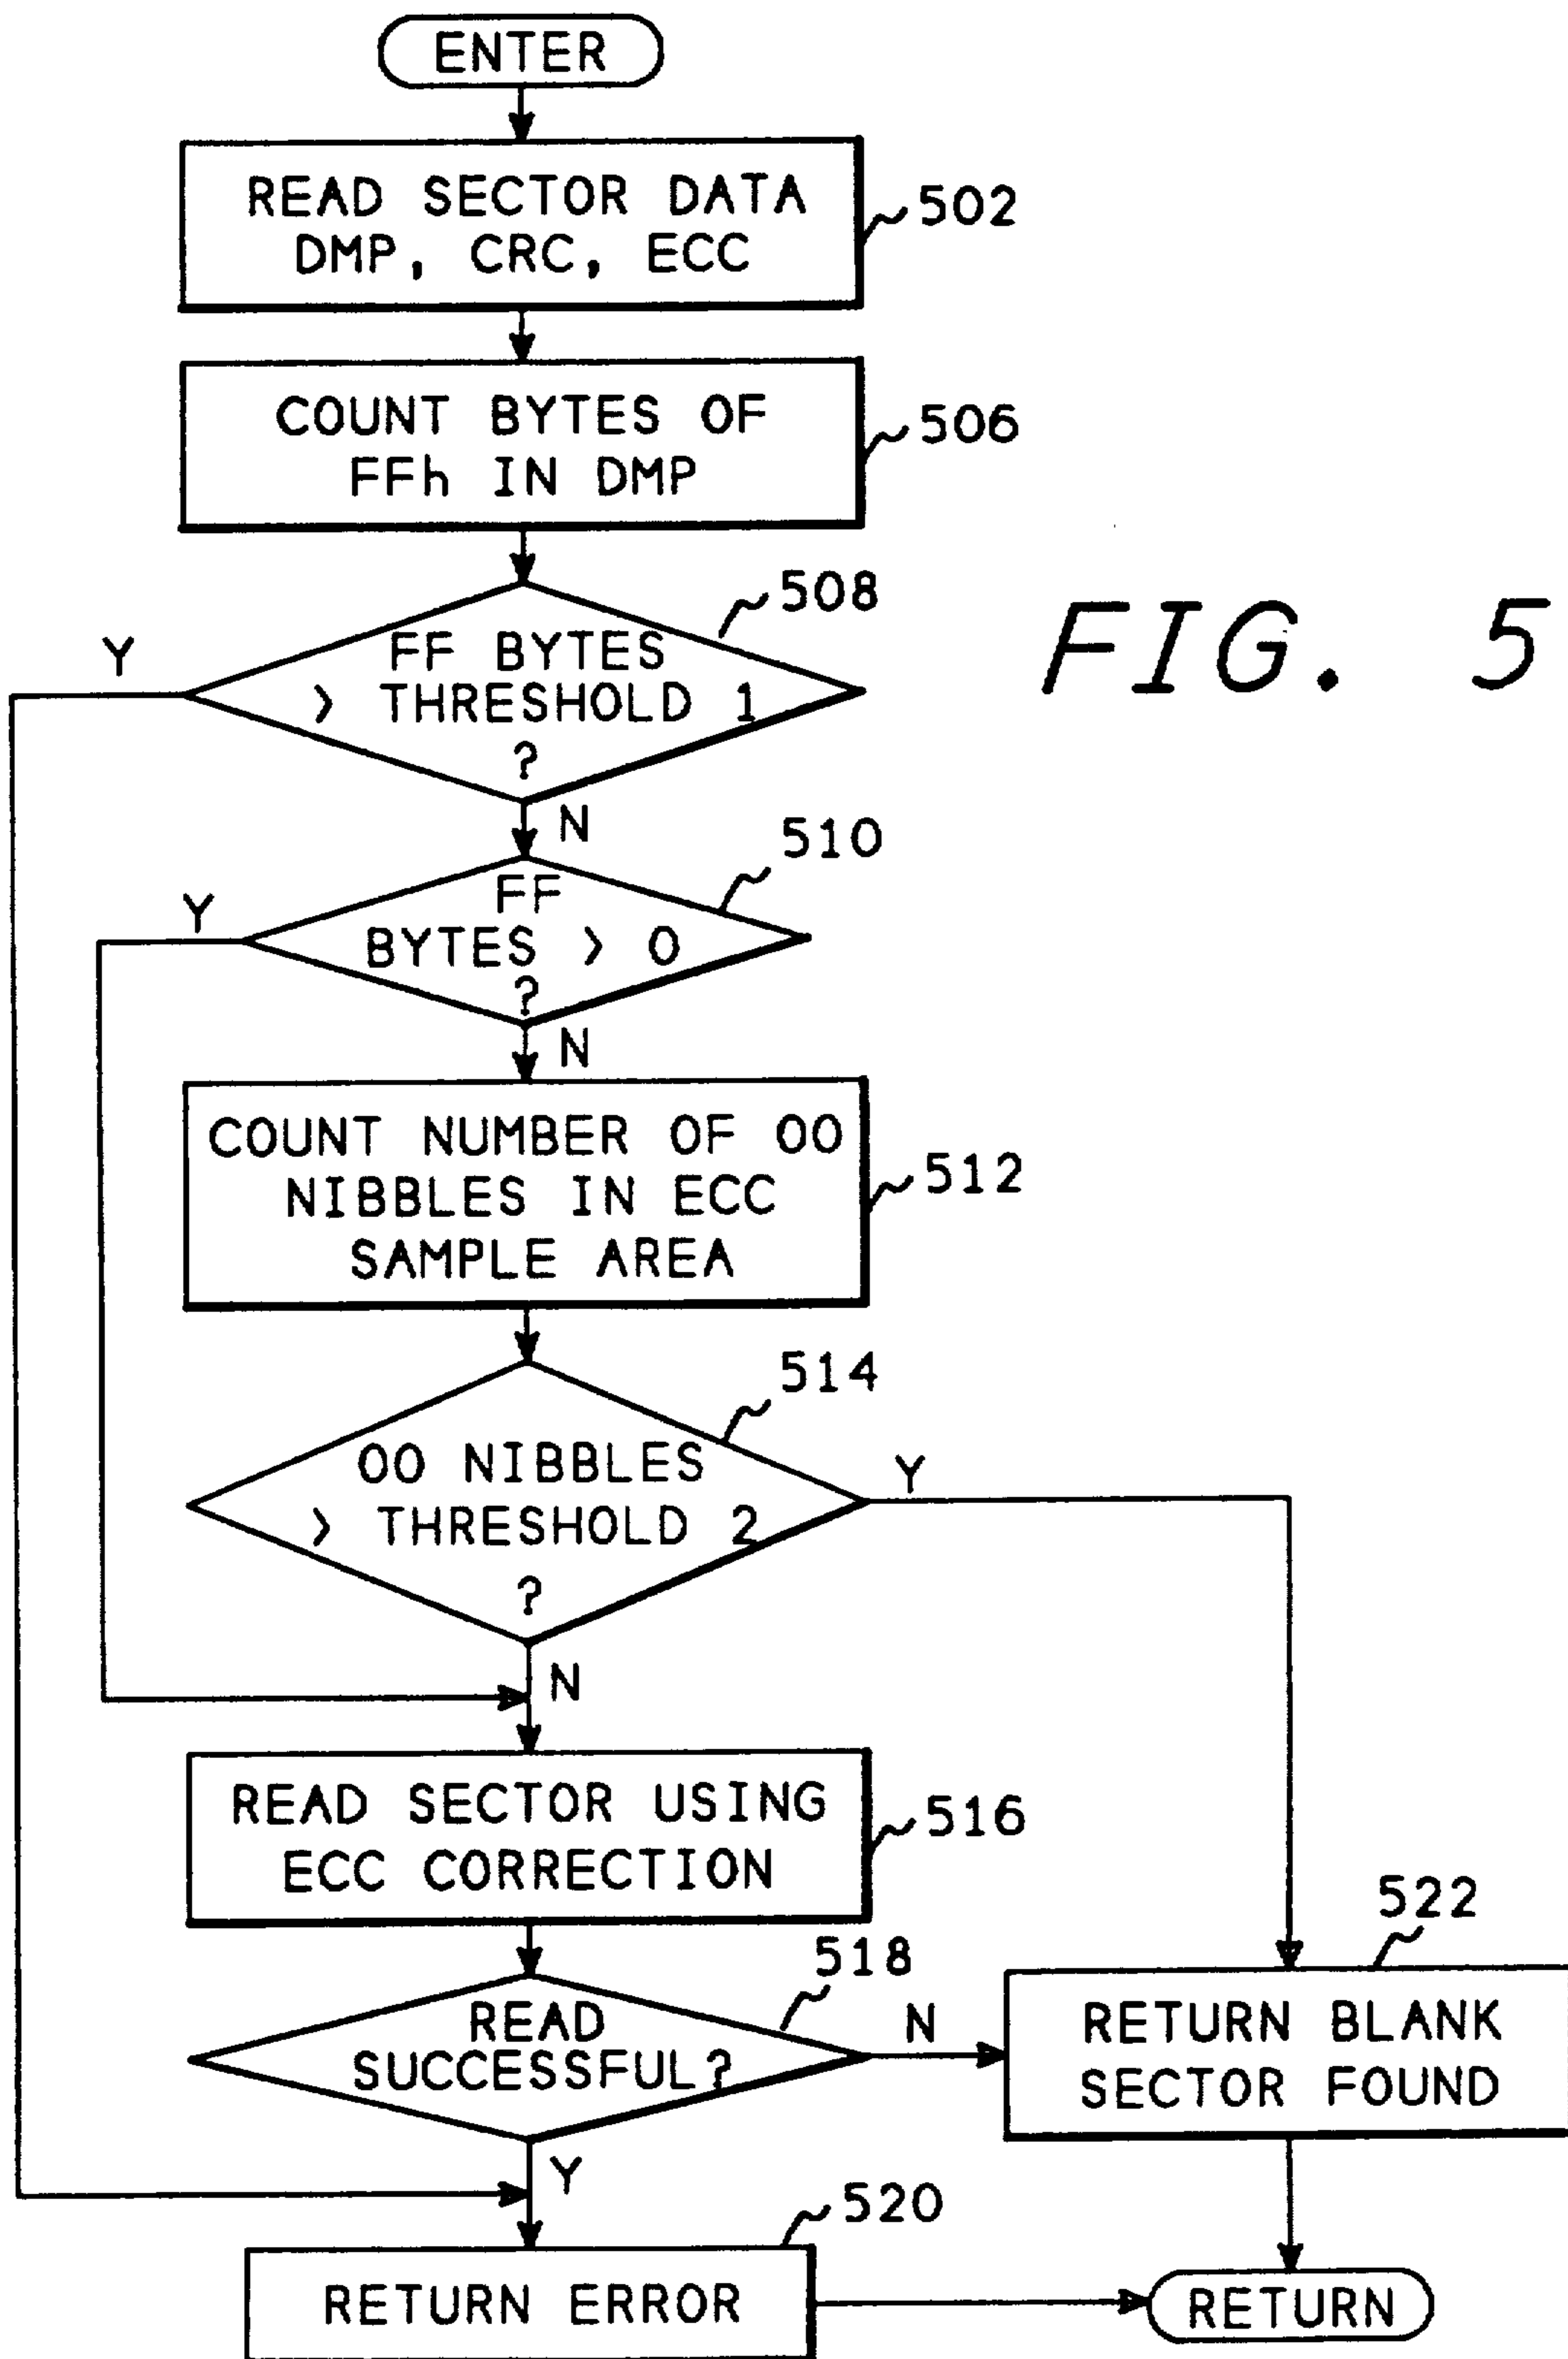 ENTER
READ SECTOR DATA
DMP, CRC, ECC
502
COUNT BYTES OF
FFh IN DMP
506
508
FF BYTES
> THRESHOLD 1
?
Y
N
FIG. 5
510
FF
BYTES > 0
?
Y
N
COUNT NUMBER OF 00
NIBBLES IN ECC
SAMPLE AREA
512
514
00 NIBBLES
> THRESHOLD 2
?
Y
N
READ SECTOR USING
ECC CORRECTION
516
518
READ
SUCCESSFUL?
N
Y
522
RETURN BLANK
SECTOR FOUND
520
RETURN ERROR
RETURN